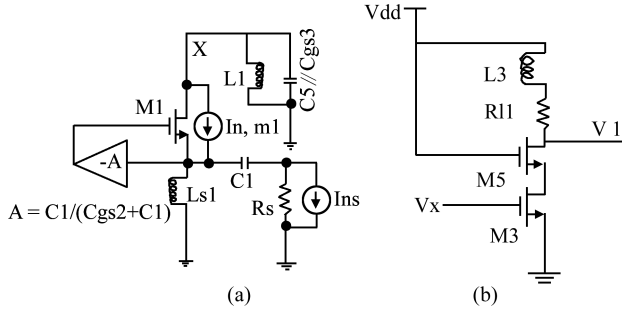 X
L1
C5//Cgs3
M1
In, m1
-A
C1
Ls1
Rs
Ins
A = C1/(Cgs2+C1)
(a)
Vdd
L3
Rl1
V 1
M5
Vx
M3
(b)